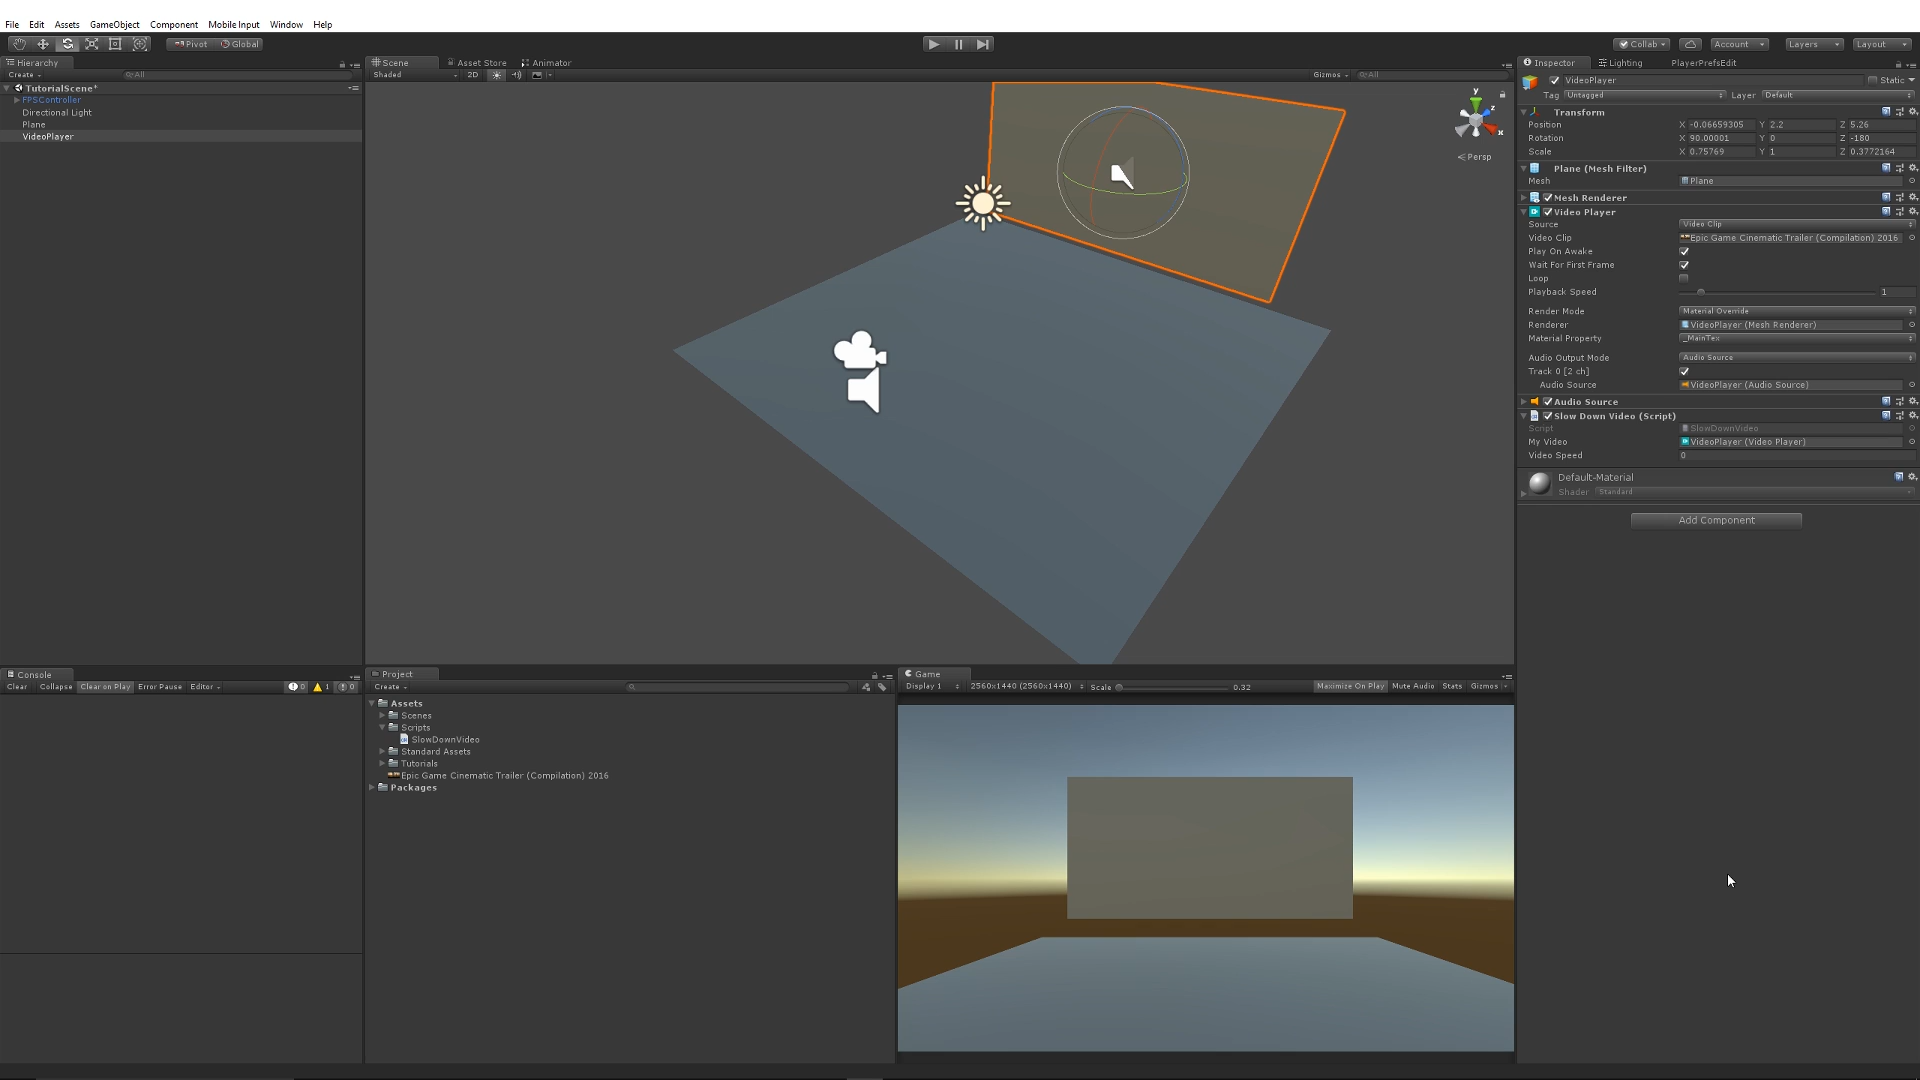 File Edit Assets GameObject Component Mobile Input Window Help
Pivot Global Collab Account Layers Layout
Hierarchy
Create All
TutorialScene*
FPSController
Directional Light
Plane
VideoPlayer
Scene Asset Store Animator
Shaded 2D Gizmos All
y
z
x
Persp
Inspector Lighting PlayerPrefsEdit
VideoPlayer Static
Tag Untagged Layer Default
Transform
Position X -0.06659305 Y 2.2 Z 5.26
Rotation X 90.00001 Y 0 Z -180
Scale X 0.75769 Y 1 Z 0.3772164
Plane (Mesh Filter)
Mesh Plane
Mesh Renderer
Video Player
Source Video Clip
Video Clip Epic Game Cinematic Trailer (Compilation) 2016
Play On Awake
Wait For First Frame
Loop
Playback Speed 1
Render Mode Material Override
Renderer VideoPlayer (Mesh Renderer)
Material Property _MainTex
Audio Output Mode Audio Source
Track 0 [2 ch]
Audio Source VideoPlayer (Audio Source)
Audio Source
Slow Down Video (Script)
Script SlowDownVideo
My Video VideoPlayer (Video Player)
Video Speed 0
Default-Material
Shader Standard
Add Component
Console
Clear Collapse Clear on Play Error Pause Editor 0 1 0
Project
Create
Assets
Scenes
Scripts
SlowDownVideo
Standard Assets
Tutorials
Epic Game Cinematic Trailer (Compilation) 2016
Packages
Game
Display 1 2560x1440 (2560x1440) Scale 0.32 Maximize On Play Mute Audio Stats Gizmos